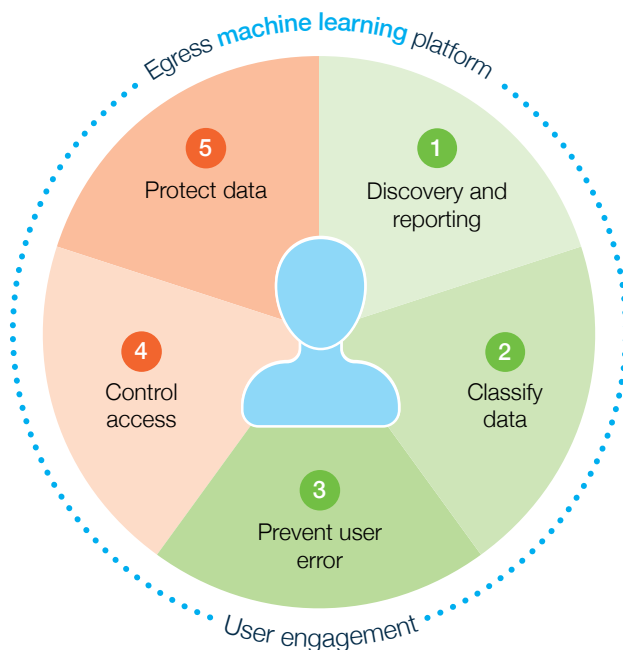 Egress machine learning platform
1
Discovery and
reporting
2
Classify
data
3
Prevent user
error
4
Control
access
5
Protect data
User engagement